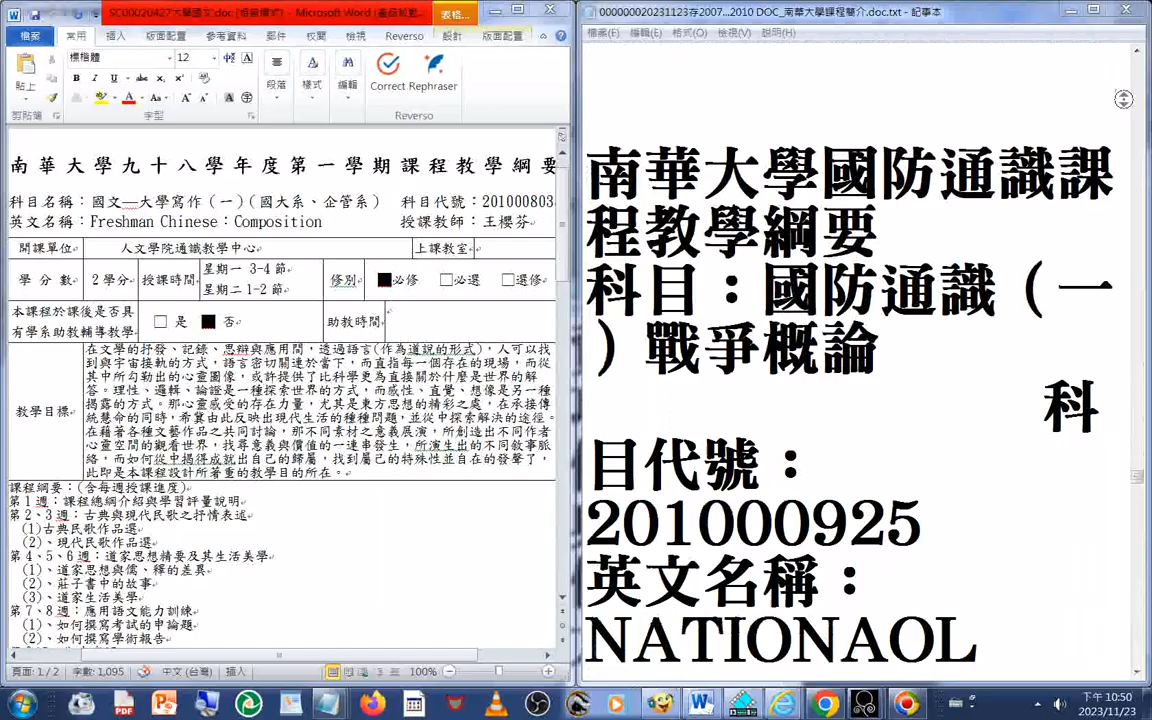 SC00020427大學國文.doc [相容模式] - Microsoft Word (產品啟動...
表格...
檔案 常用 插入 版面配置 參考資料 郵件 校閱 檢視 Reverso 設計 版面配置
標楷體 12
貼上 段落 樣式 編輯 Correct Rephraser
剪貼簿 字型 Reverso
南華大學九十八學年度第一學期課程教學綱要
科目名稱：國文—大學寫作（一）(國大系、企管系) 科目代號：201000803
英文名稱：Freshman Chinese：Composition 授課教師：王櫻芬
開課單位 人文學院通識教學中心 上課教室
學分數 2學分 授課時間 星期一 3-4節 星期二1-2節 修別 ■必修 □必選 □選修
本課程於課後是否具有學系助教輔導教學 □是 ■否 助教時間
教學目標
在文學的抒發、記錄、思辯與應用間，透過語言(作為道說的形式)，人可以找
到與宇宙接軌的方式，語言密切關連於當下，而直指每一個存在的現場，而從
其中所勾勒出的心靈圖像，或許提供了比科學更為直接關於什麼是世界的解
答。理性、邏輯、論證是一種探索世界的方式，而感性、直覺、想像是另一種
揭露的方式。那心靈感受的存在力量，尤其是東方思想的精彩之處，在承接傳
統慧命的同時，希冀由此反映出現代生活的種種問題，並從中探索解決的途徑。
在藉著各種文藝作品之共同討論，那不同素材之意義展演，所創造出不同作者
心靈空間的觀看世界，找尋意義與價值的一連串發生，所演生出的不同敘事脈
絡，而如何從中揭得成就出自己的歸屬，找到屬己的特殊性並自在的發聲了，
此即是本課程設計所著重的教學目的所在。
課程綱要：(含每週授課進度)
第1週：課程總綱介紹與學習評量說明
第2、3週：古典與現代民歌之抒情表述
(1)古典民歌作品選
(2)、現代民歌作品選
第4、5、6週：道家思想精要及其生活美學
(1)、道家思想與儒、釋的差異
(2)、莊子書中的故事
(3)、道家生活美學
第7、8週：應用語文能力訓練
(1)、如何撰寫考試的申論題
(2)、如何撰寫學術報告
頁面：1/2 字數：1,095 中文(台灣) 插入 100%
000000020231123存2007...2010 DOC_南華大學課程簡介.doc.txt - 記事本
檔案(F) 編輯(E) 格式(O) 檢視(V) 說明(H)
南華大學國防通識課
程教學綱要
科目：國防通識（一
）戰爭概論
科
目代號：
201000925
英文名稱：
NATIONAOL
下午 10:50
2023/11/23